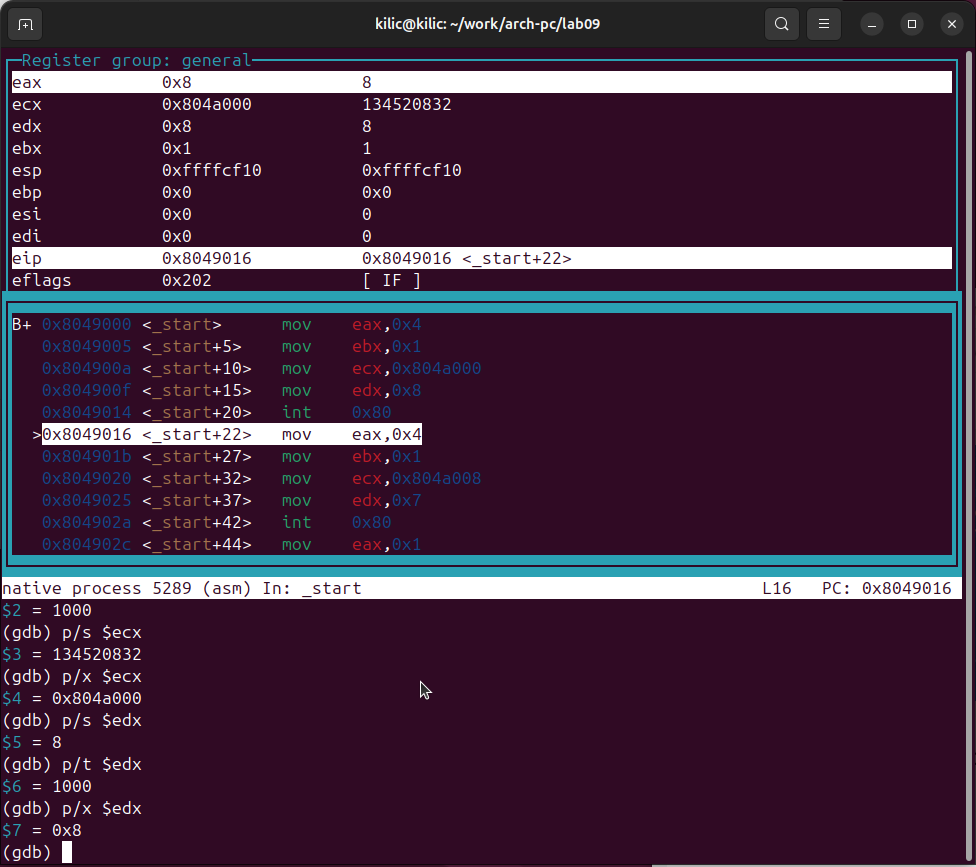 kilic@kilic: ~/work/arch-pc/lab09
Register group: general
eax 0x8 8
ecx 0x804a000 134520832
edx 0x8 8
ebx 0x1 1
esp 0xffffcf10 0xffffcf10
ebp 0x0 0x0
esi 0x0 0
edi 0x0 0
eip 0x8049016 0x8049016 <_start+22>
eflags 0x202 [ IF ]
B+ 0x8049000 <_start> mov eax,0x4
0x8049005 <_start+5> mov ebx,0x1
0x804900a <_start+10> mov ecx,0x804a000
0x804900f <_start+15> mov edx,0x8
0x8049014 <_start+20> int 0x80
>0x8049016 <_start+22> mov eax,0x4
0x804901b <_start+27> mov ebx,0x1
0x8049020 <_start+32> mov ecx,0x804a008
0x8049025 <_start+37> mov edx,0x7
0x804902a <_start+42> int 0x80
0x804902c <_start+44> mov eax,0x1
native process 5289 (asm) In: _start L16 PC: 0x8049016
$2 = 1000
(gdb) p/s $ecx
$3 = 134520832
(gdb) p/x $ecx
$4 = 0x804a000
(gdb) p/s $edx
$5 = 8
(gdb) p/t $edx
$6 = 1000
(gdb) p/x $edx
$7 = 0x8
(gdb)